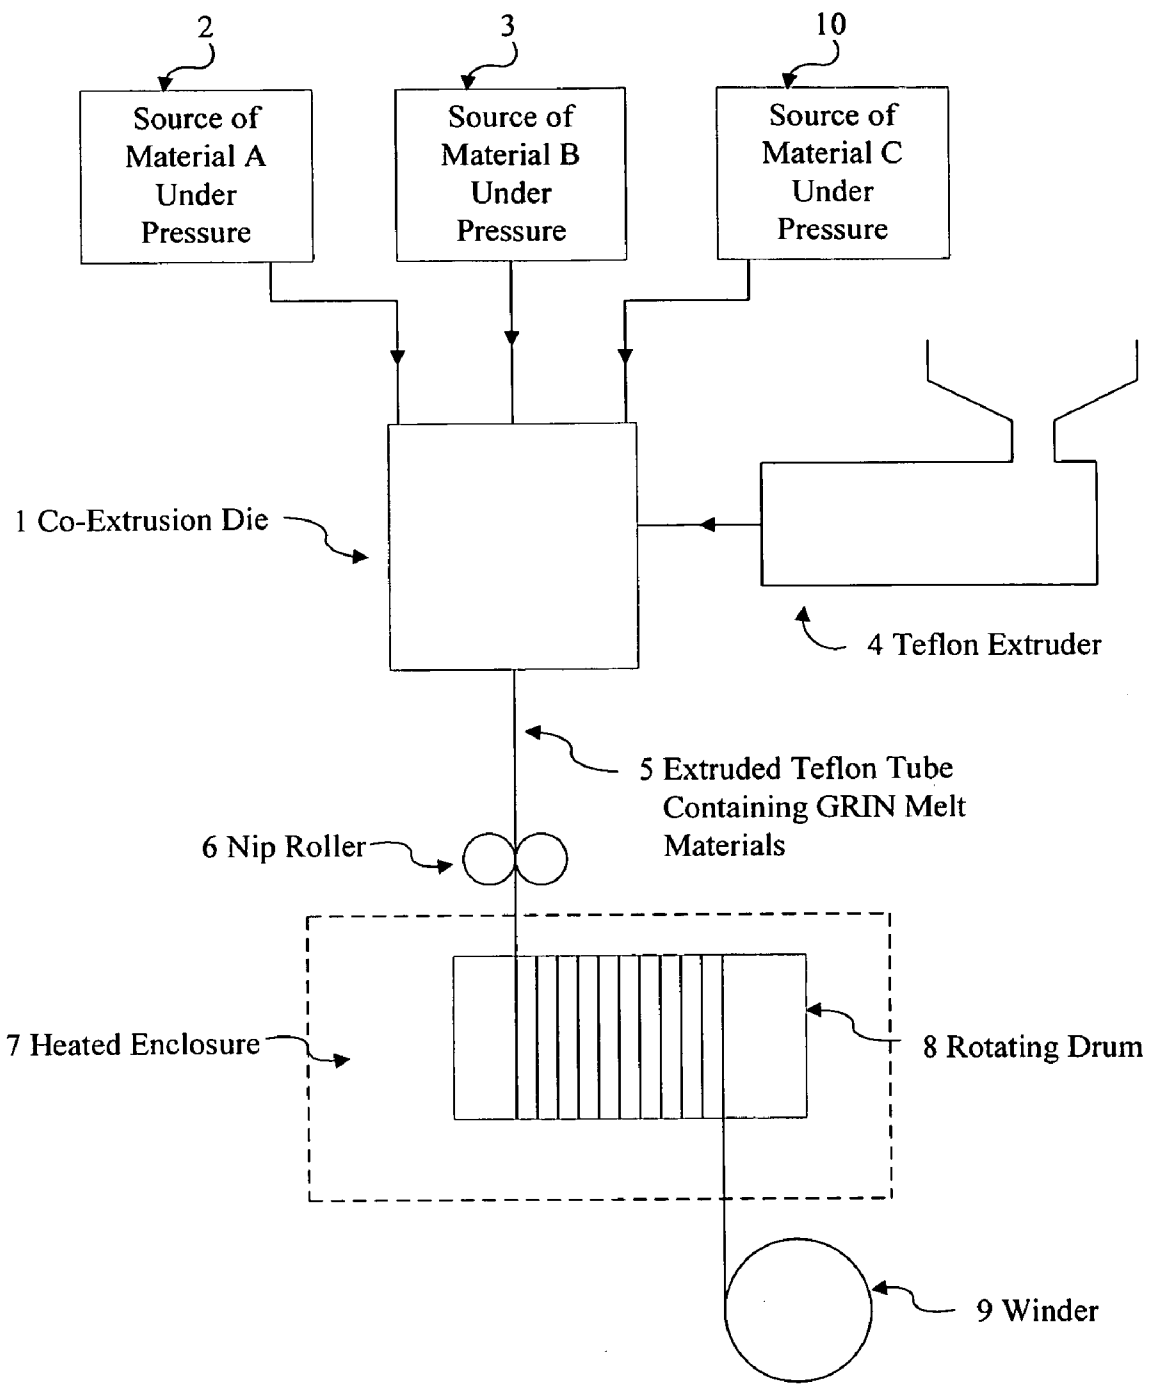 2
3
10
Source of
Material A
Under
Pressure
Source of
Material B
Under
Pressure
Source of
Material C
Under
Pressure
1 Co-Extrusion Die
4 Teflon Extruder
5 Extruded Teflon Tube
Containing GRIN Melt
Materials
6 Nip Roller
7 Heated Enclosure
8 Rotating Drum
9 Winder